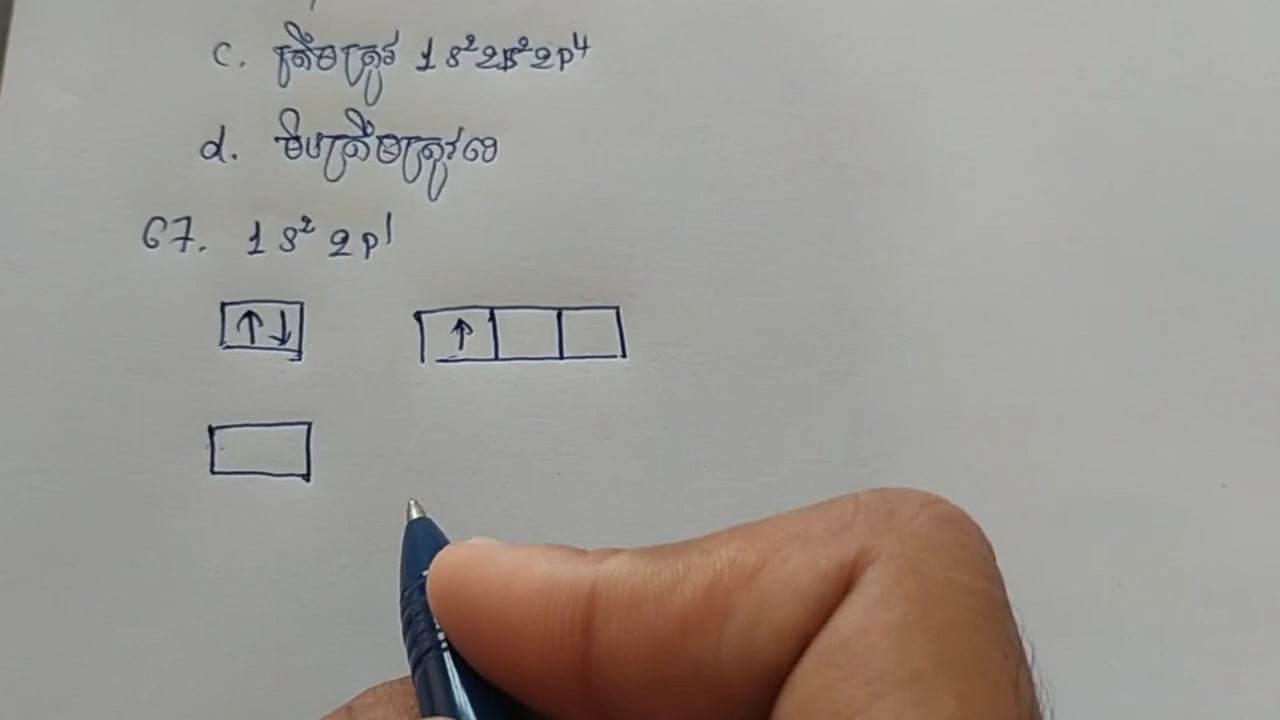 c. ត្រឹមត្រូវ 1s²2s²2p⁴
d. មិនត្រឹមត្រូវទេ
67. 1s² 2p¹
↑↓ ↑